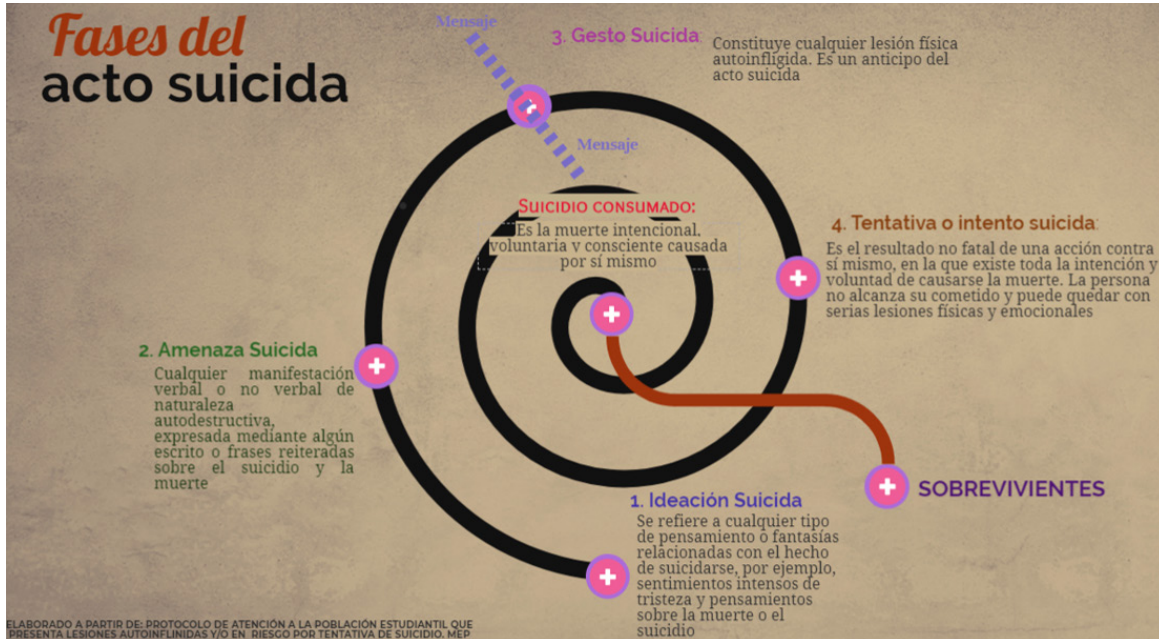 Fases del
acto suicida
Mensaje
3. Gesto Suicida
Constituye cualquier lesión física
autoinfligida. Es un anticipo del
acto suicida
Mensaje
SUICIDIO CONSUMADO:
Es la muerte intencional,
voluntaria y consciente causada
por sí mismo
4. Tentativa o intento suicida:
Es el resultado no fatal de una acción contra
sí mismo, en la que existe toda la intención y
voluntad de causarse la muerte. La persona
no alcanza su cometido y puede quedar con
serias lesiones físicas y emocionales
2. Amenaza Suicida
Cualquier manifestación
verbal o no verbal de
naturaleza
autodestructiva,
expresada mediante algún
escrito o frases reiteradas
sobre el suicidio y la
muerte
SOBREVIVIENTES
1. Ideación Suicida
Se refiere a cualquier tipo
de pensamiento o fantasías
relacionadas con el hecho
de suicidarse, por ejemplo,
sentimientos intensos de
tristeza y pensamientos
sobre la muerte o el
suicidio
ELABORADO A PARTIR DE: PROTOCOLO DE ATENCIÓN A LA POBLACIÓN ESTUDIANTIL QUE
PRESENTA LESIONES AUTOINFLINIDAS Y/O EN RIESGO POR TENTATIVA DE SUICIDIO. MEP